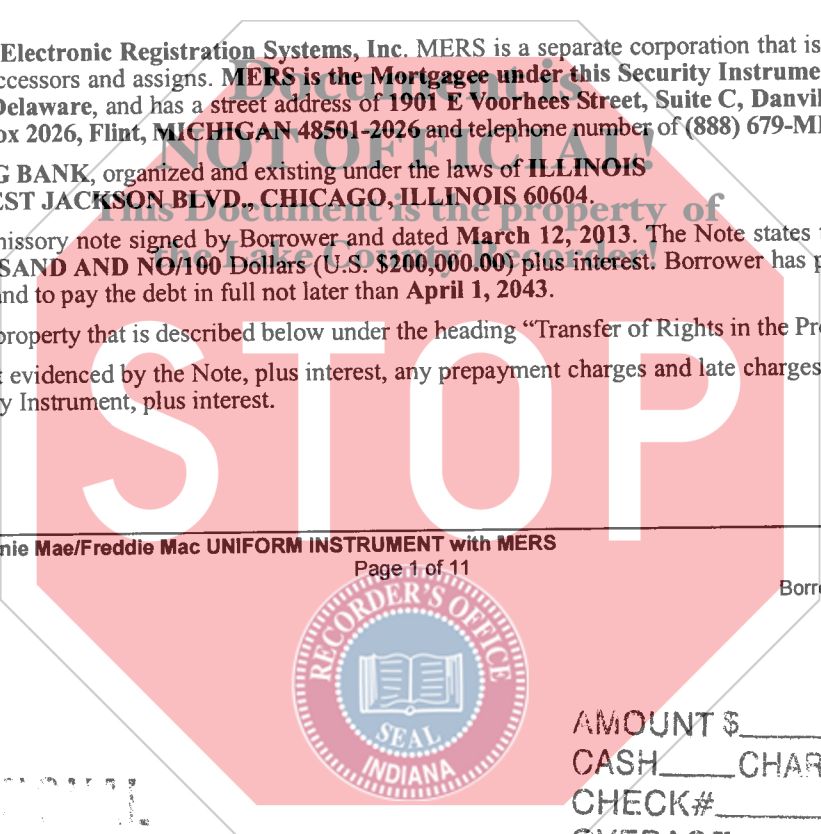 Electronic Registration Systems, Inc. MERS is a separate corporation that is
ccessors and assigns. MERS is the Mortgagee under this Security Instrume
Delaware, and has a street address of 1901 E Voorhees Street, Suite C, Danvil
ox 2026, Flint, MICHIGAN 48501-2026 and telephone number of (888) 679-ME
G BANK, organized and existing under the laws of ILLINOIS
EST JACKSON BLVD., CHICAGO, ILLINOIS 60604.
nissory note signed by Borrower and dated March 12, 2013. The Note states
SAND AND NO/100 Dollars (U.S. $200,000.00) plus interest. Borrower has p
nd to pay the debt in full not later than April 1, 2043.
property that is described below under the heading “Transfer of Rights in the Pro
evidenced by the Note, plus interest, any prepayment charges and late charges
y Instrument, plus interest.
Document is
NOT OFFICIAL!
This Document is the property of
the Lake County Recorder!
STOP
nie Mae/Freddie Mac UNIFORM INSTRUMENT with MERS
Page 1 of 11
Borro
RECORDER'S OFFICE
SEAL
INDIANA
AMOUNT $
CASH____CHAR
CHECK#